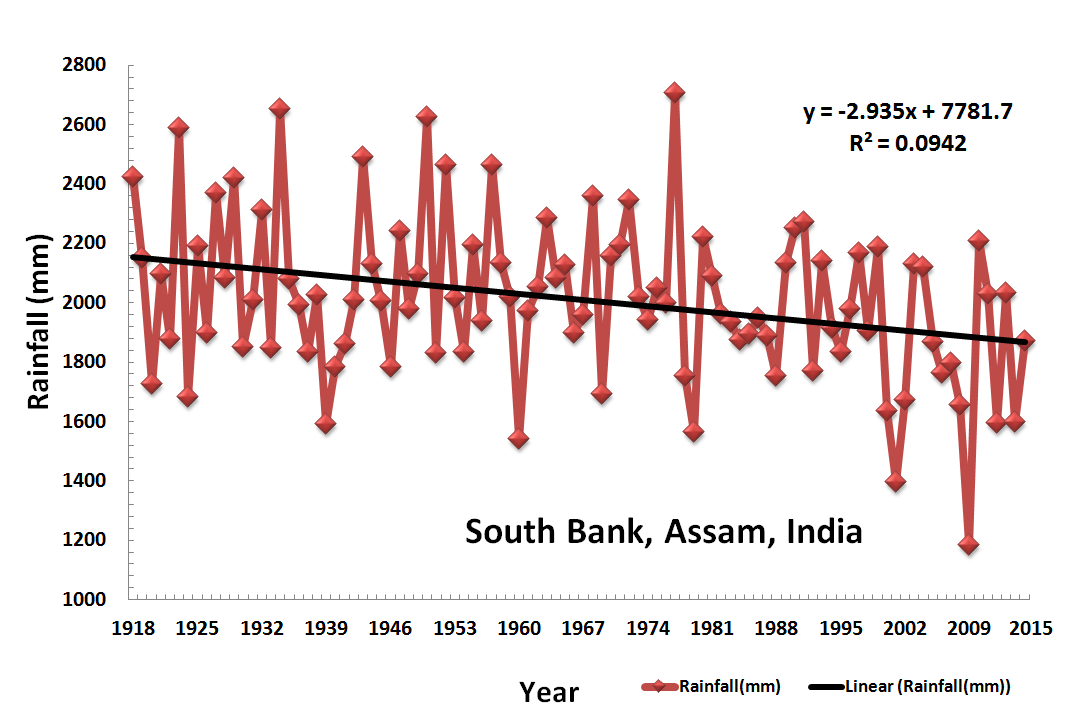 2800
2600
2400
2200
2000
1800
1600
1400
1200
1000
Rainfall (mm)
y = -2.935x + 7781.7
R² = 0.0942
South Bank, Assam, India
1918 1925 1932 1939 1946 1953 1960 1967 1974 1981 1988 1995 2002 2009 2015
Year
Rainfall(mm) Linear (Rainfall(mm))